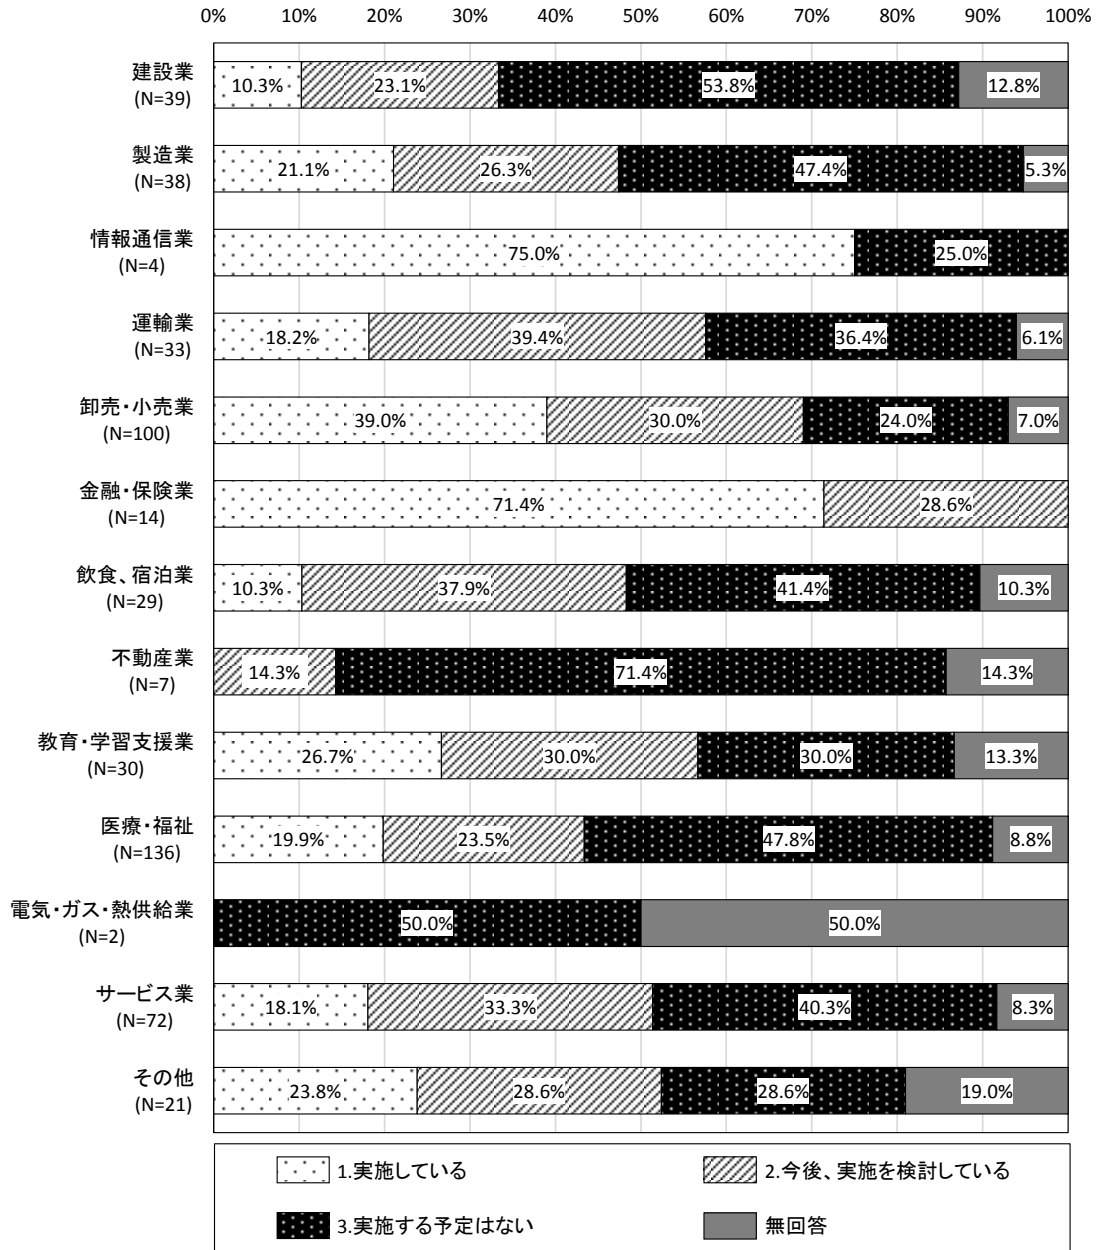 0% 10% 20% 30% 40% 50% 60% 70% 80% 90% 100%
建設業
(N=39)
10.3% 23.1% 53.8% 12.8%
製造業
(N=38)
21.1% 26.3% 47.4% 5.3%
情報通信業
(N=4)
75.0% 25.0%
運輸業
(N=33)
18.2% 39.4% 36.4% 6.1%
卸売・小売業
(N=100)
39.0% 30.0% 24.0% 7.0%
金融・保険業
(N=14)
71.4% 28.6%
飲食、宿泊業
(N=29)
10.3% 37.9% 41.4% 10.3%
不動産業
(N=7)
14.3% 71.4% 14.3%
教育・学習支援業
(N=30)
26.7% 30.0% 30.0% 13.3%
医療・福祉
(N=136)
19.9% 23.5% 47.8% 8.8%
電気・ガス・熱供給業
(N=2)
50.0% 50.0%
サービス業
(N=72)
18.1% 33.3% 40.3% 8.3%
その他
(N=21)
23.8% 28.6% 28.6% 19.0%
1.実施している 2.今後、実施を検討している
3.実施する予定はない 無回答